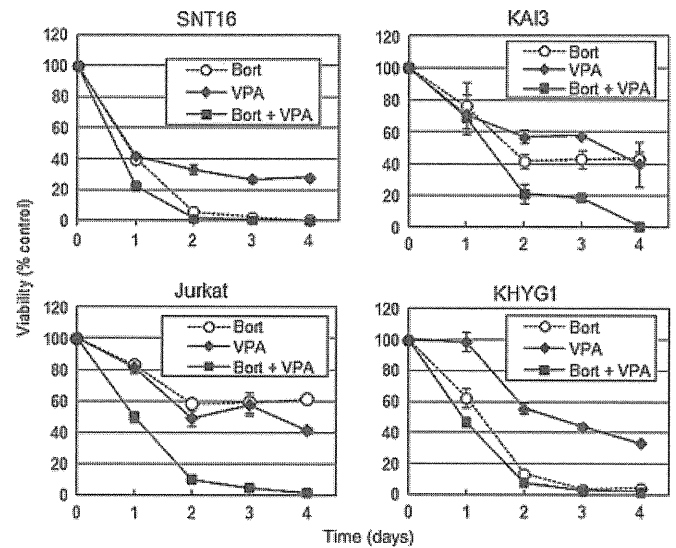 SNT16
120
100
80
60
40
20
0
0 1 2 3 4
Bort
VPA
Bort + VPA
KAI3
120
100
80
60
40
20
0
0 1 2 3 4
Bort
VPA
Bort + VPA
Viability (% control)
Jurkat
120
100
80
60
40
20
0
0 1 2 3 4
Bort
VPA
Bort + VPA
KHYG1
120
100
80
60
40
20
0
0 1 2 3 4
Bort
VPA
Bort + VPA
Time (days)